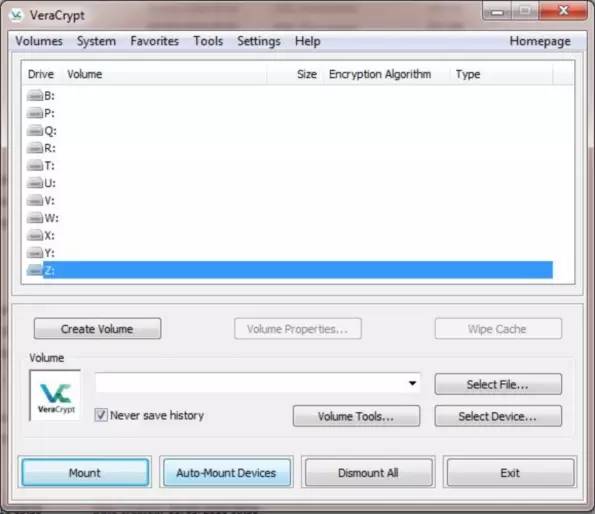 VeraCrypt
Volumes System Favorites Tools Settings Help Homepage
Drive Volume Size Encryption Algorithm Type
B:
P:
Q:
R:
T:
U:
V:
W:
X:
Y:
Z:
Create Volume Volume Properties... Wipe Cache
Volume
VeraCrypt
Select File...
Never save history Volume Tools... Select Device...
Mount Auto-Mount Devices Dismount All Exit